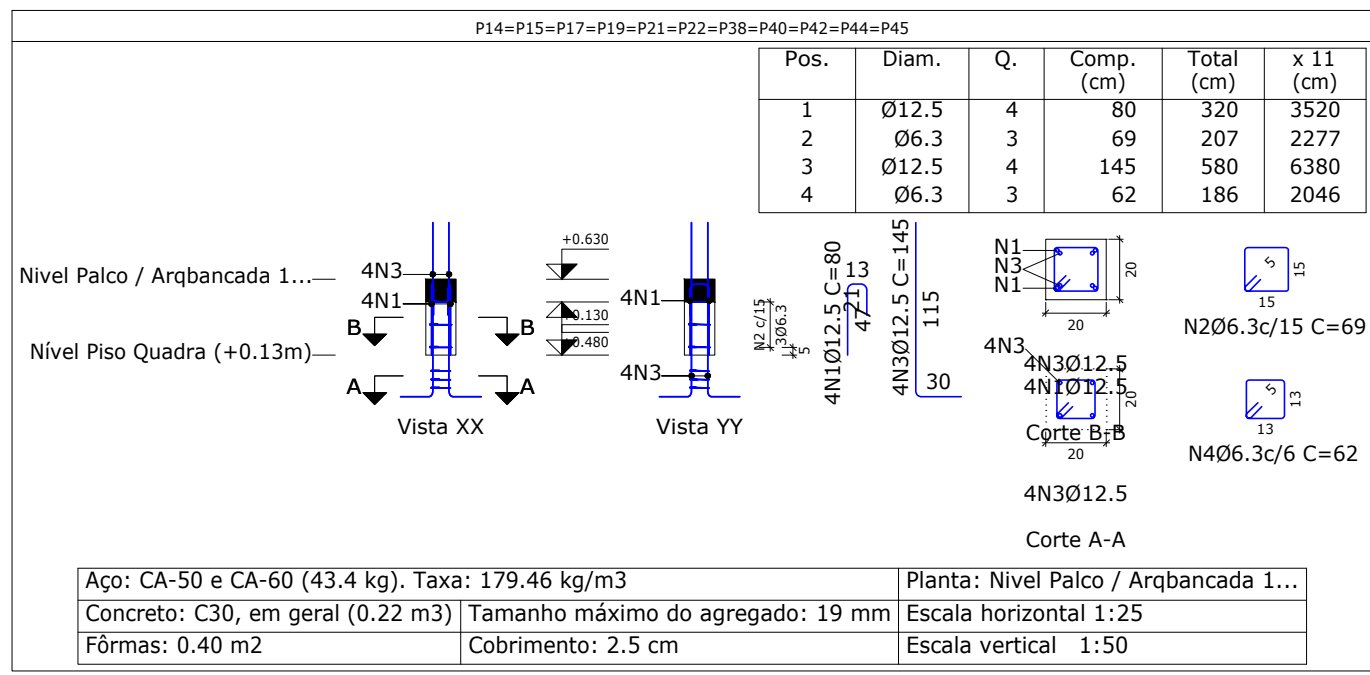 P14=P15=P17=P19=P21=P22=P38=P40=P42=P44=P45
Pos. Diam. Q. Comp. (cm) Total (cm) x 11 (cm)
1 Ø12.5 4 80 320 3520
2 Ø6.3 3 69 207 2277
3 Ø12.5 4 145 580 6380
4 Ø6.3 3 62 186 2046
Nivel Palco / Arqbancada 1...
Nível Piso Quadra (+0.13m)
4N3
4N1
B B
A A
Vista XX
+0.630
+0.130
+0.480
4N1
4N3
Vista YY
N2 c/15
3Ø6.3
5
4N1Ø12.5 C=80
13
21
47
4N3Ø12.5 C=145
115
30
N1
N3
N1
20
20
4N3Ø12.5
4N1Ø12.5
Corte B-B
4N3
20
20
4N3Ø12.5
Corte A-A
5
15
15
N2Ø6.3c/15 C=69
5
13
13
N4Ø6.3c/6 C=62
Aço: CA-50 e CA-60 (43.4 kg). Taxa: 179.46 kg/m3
Planta: Nivel Palco / Arqbancada 1...
Concreto: C30, em geral (0.22 m3)
Tamanho máximo do agregado: 19 mm
Escala horizontal 1:25
Fôrmas: 0.40 m2
Cobrimento: 2.5 cm
Escala vertical 1:50